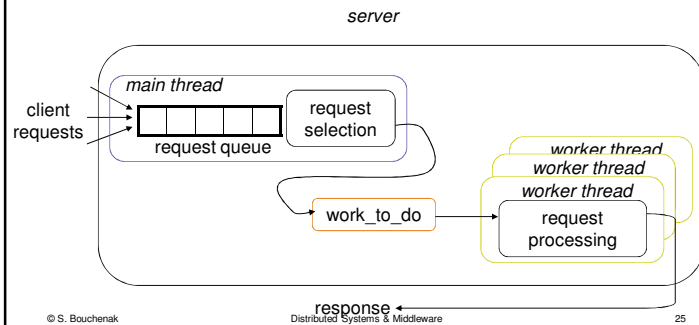 server
main thread
client
requests
request
selection
request queue
worker thread
worker thread
worker thread
work_to_do
request
processing
response
© S. Bouchenak
Distributed Systems & Middleware
25